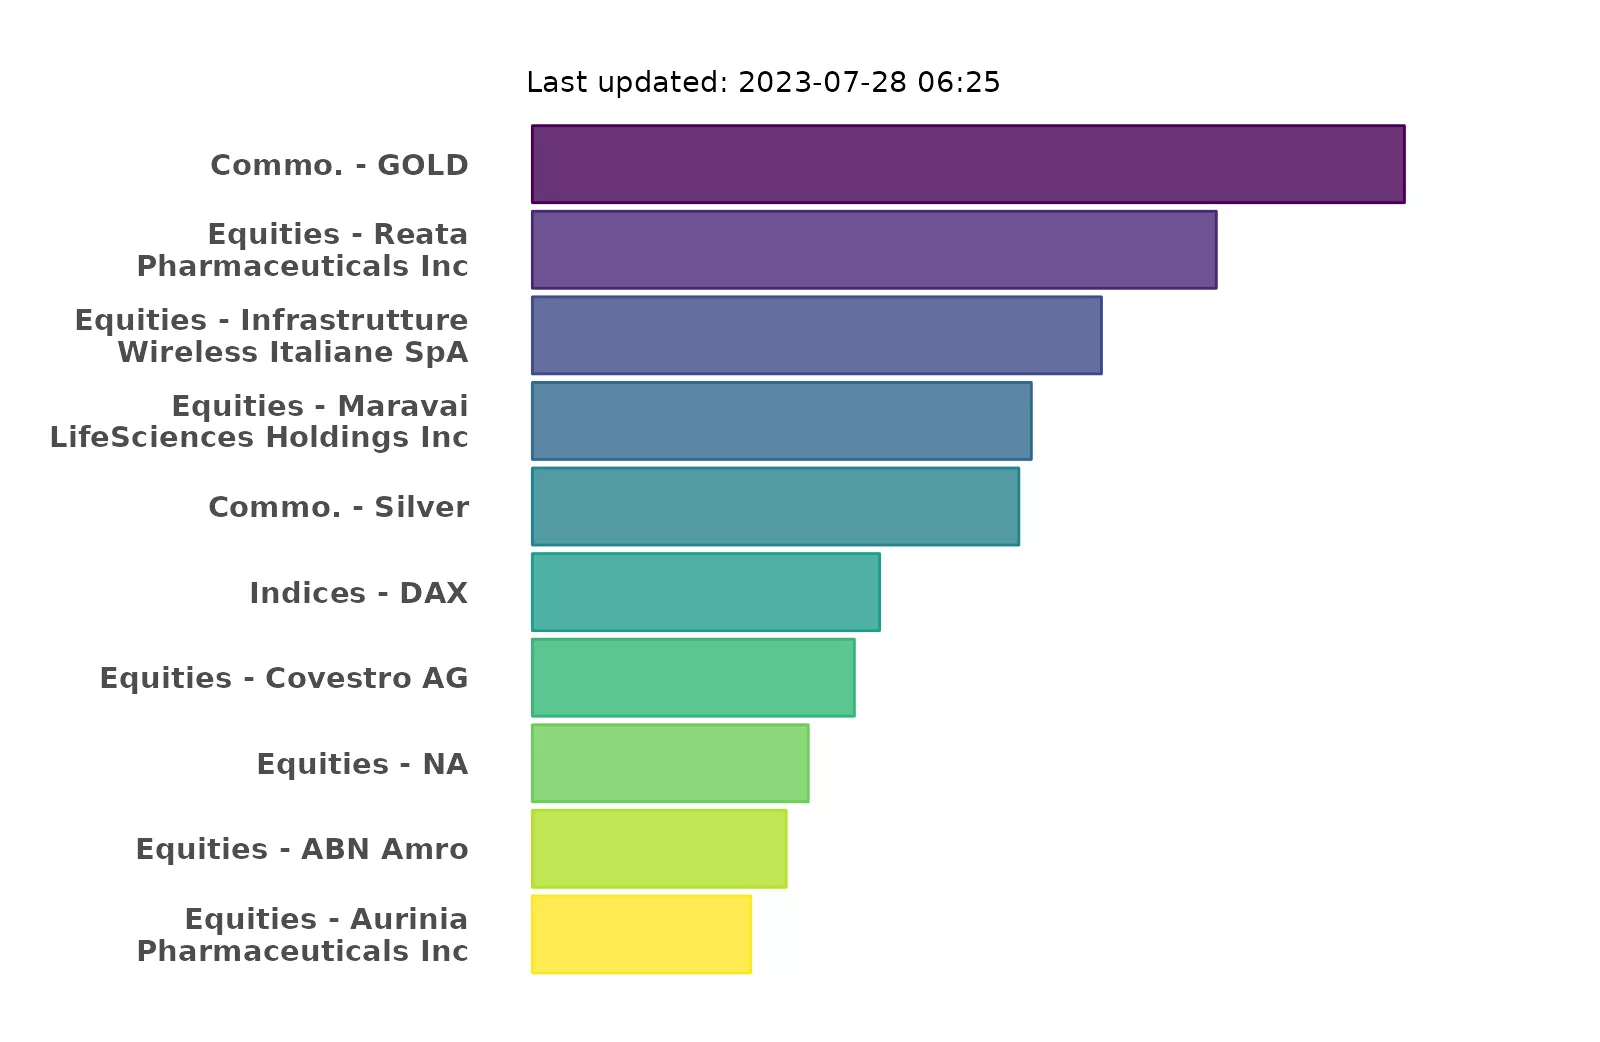 Last updated: 2023-07-28 06:25
Commo. - GOLD
Equities - Reata
Pharmaceuticals Inc
Equities - Infrastrutture
Wireless Italiane SpA
Equities - Maravai
LifeSciences Holdings Inc
Commo. - Silver
Indices - DAX
Equities - Covestro AG
Equities - NA
Equities - ABN Amro
Equities - Aurinia
Pharmaceuticals Inc